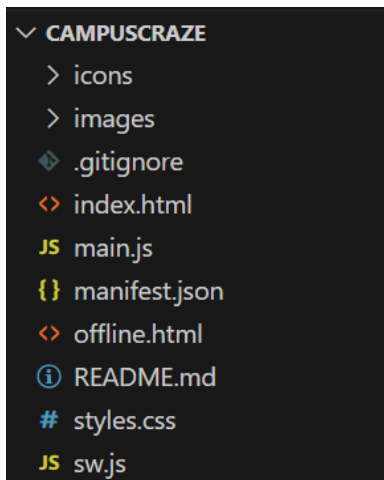 CAMPUSCRAZE
icons
images
.gitignore
<> index.html
JS main.js
{} manifest.json
<> offline.html
i README.md
# styles.css
JS sw.js